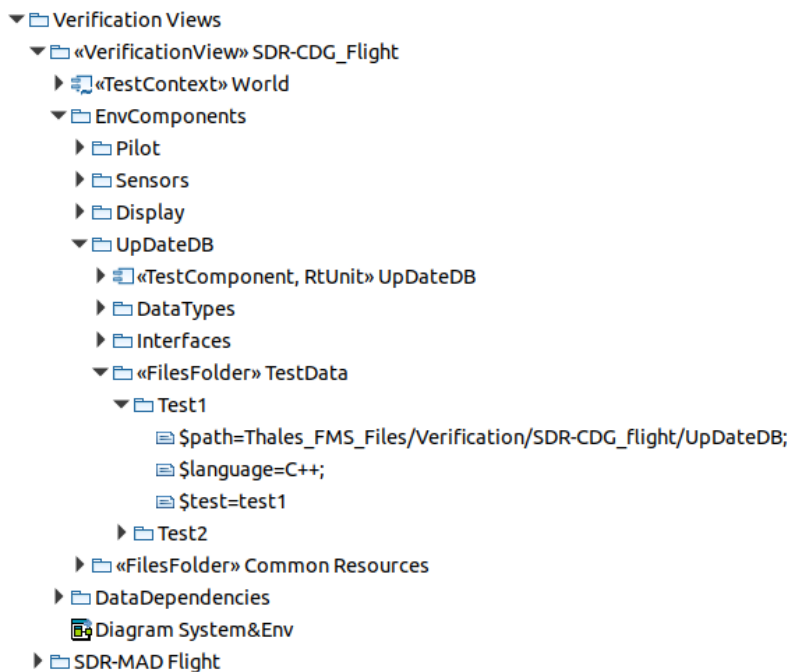 Verification Views
«VerificationView» SDR-CDG_Flight
«TestContext» World
EnvComponents
Pilot
Sensors
Display
UpDateDB
«TestComponent, RtUnit» UpDateDB
DataTypes
Interfaces
«FilesFolder» TestData
Test1
$path=Thales_FMS_Files/Verification/SDR-CDG_flight/UpDateDB;
$language=C++;
$test=test1
Test2
«FilesFolder» Common Resources
DataDependencies
Diagram System&Env
SDR-MAD Flight